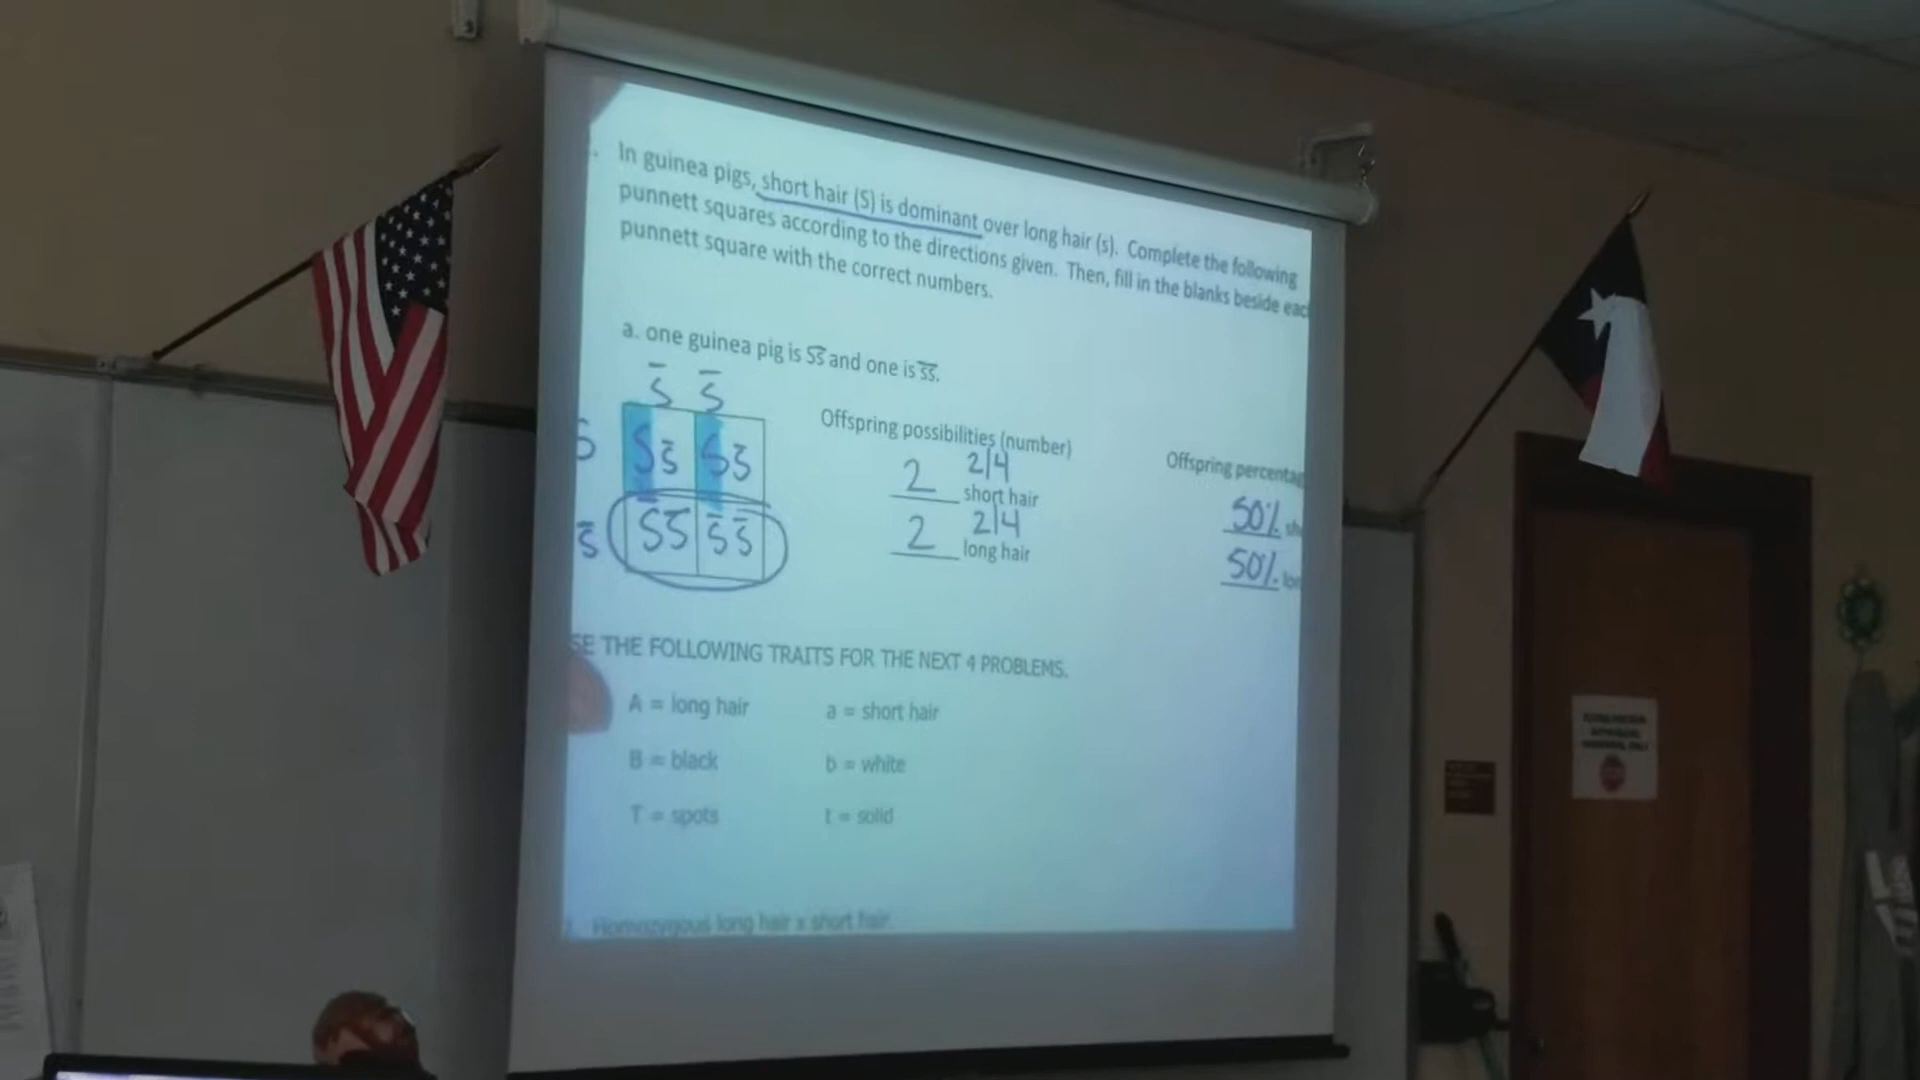 In guinea pigs, short hair (S) is dominant over long hair (s). Complete the following
punnett squares according to the directions given. Then, fill in the blanks beside eac
punnett square with the correct numbers.
a. one guinea pig is Ss̅ and one is s̅s̅.
s̅ s̅
S Ss̅ Ss̅
s̅ s̅s̅ s̅s̅
Offspring possibilities (number)
2 2/4 short hair
2 2/4 long hair
Offspring percentag
50% sh
50% lon
SE THE FOLLOWING TRAITS FOR THE NEXT 4 PROBLEMS.
A = long hair a = short hair
B = black b = white
T = spots t = solid
Homozygous long hair x short hair.